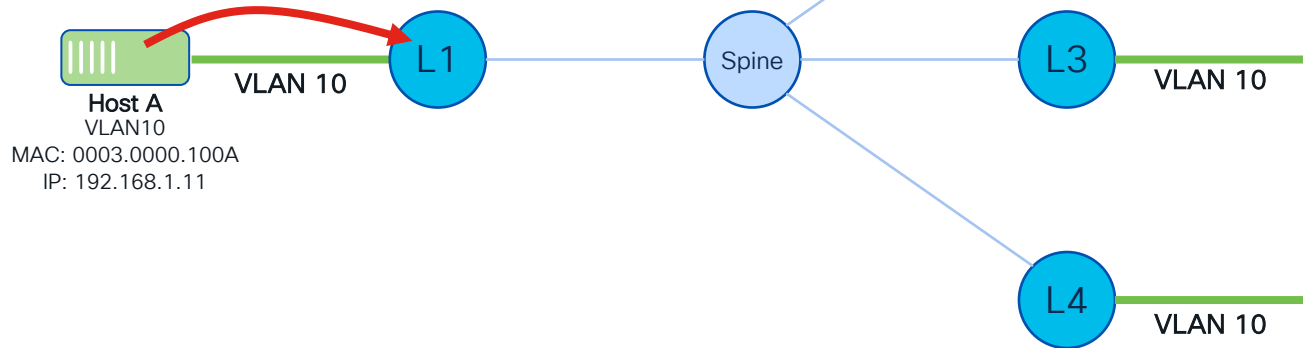 L1
Spine
L3
VLAN 10
VLAN 10
Host A
VLAN10
MAC: 0003.0000.100A
IP: 192.168.1.11
L4
VLAN 10